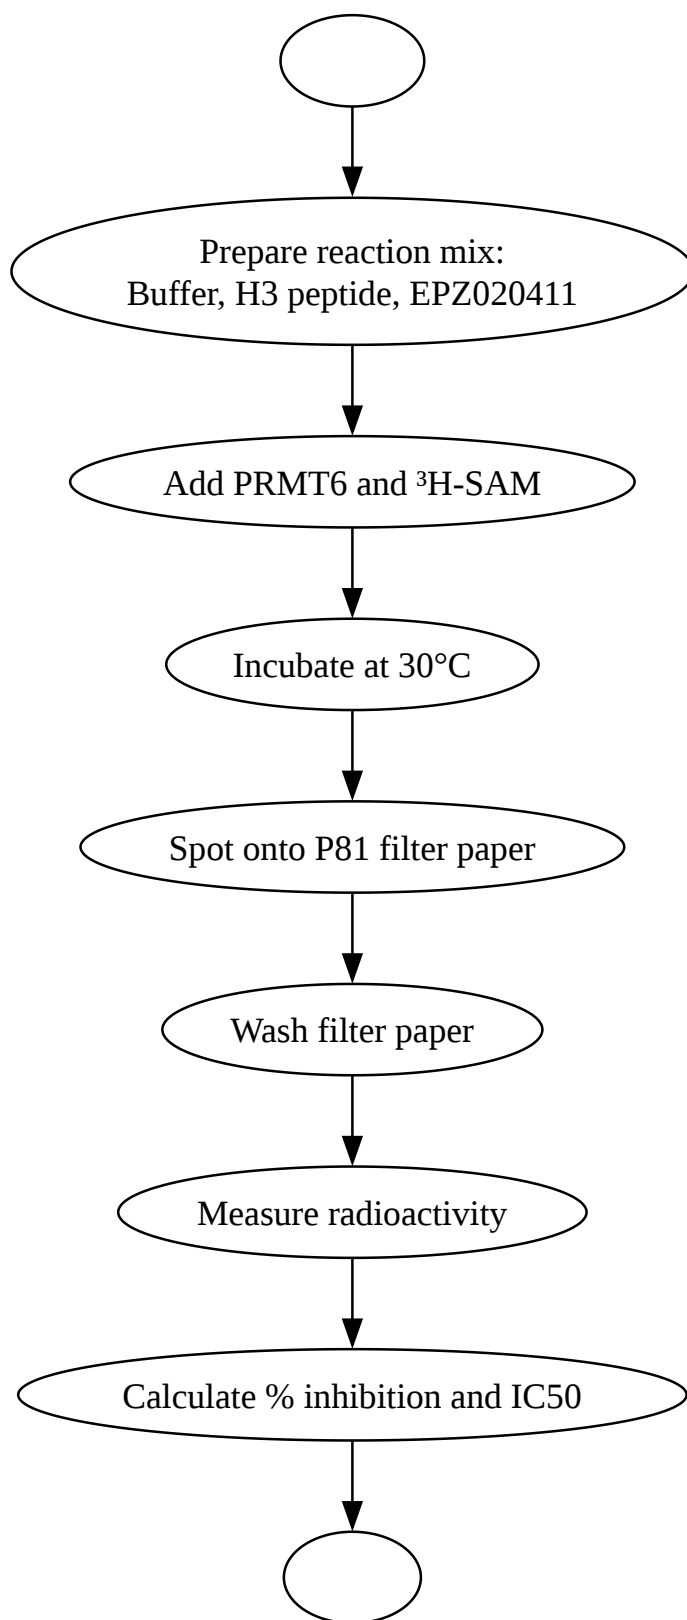 Prepare reaction mix:
Buffer, H3 peptide, EPZ020411
Add PRMT6 and ³H-SAM
Incubate at 30°C
Spot onto P81 filter paper
Wash filter paper
Measure radioactivity
Calculate % inhibition and IC50